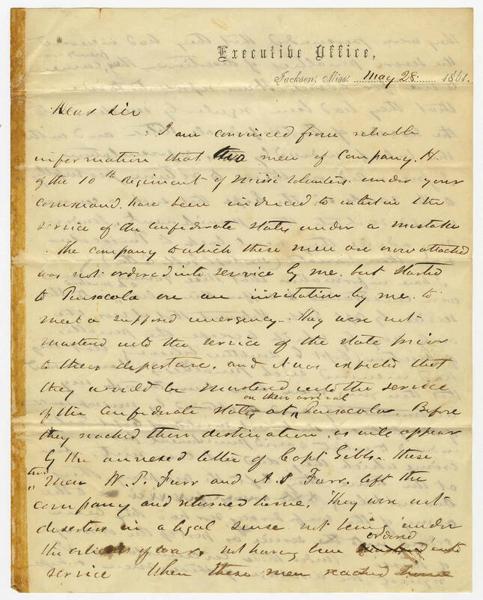 Executive Office,
Jackson, Miss. May 28 1861.
Dear Sir
I am convinced from reliable
information that two men of Company H
of the 10th Regiment of Missi Volunteers under your
command have been induced to enter in the
service of the Confederate States under a mistake
. The company to which these men are now attached
was not ordered into service by me, but started
to Pensacola on an invitation by me, to
meet a supposed emergency. They were not
mustered into the service of the state prior
to their departure, and it was expected that
they would be mustered into the service
on their arrival
of the Confederate States at Pensacola. Before
they reached their destination, as will appear
by the annexed letter of Capt Gibbs. these
men W. P. Furr and A. S Furr, left the
company and returned home. They were not
deserters in a legal sense not being under
ordered
the articles of war, not having been into
service When these men reached home